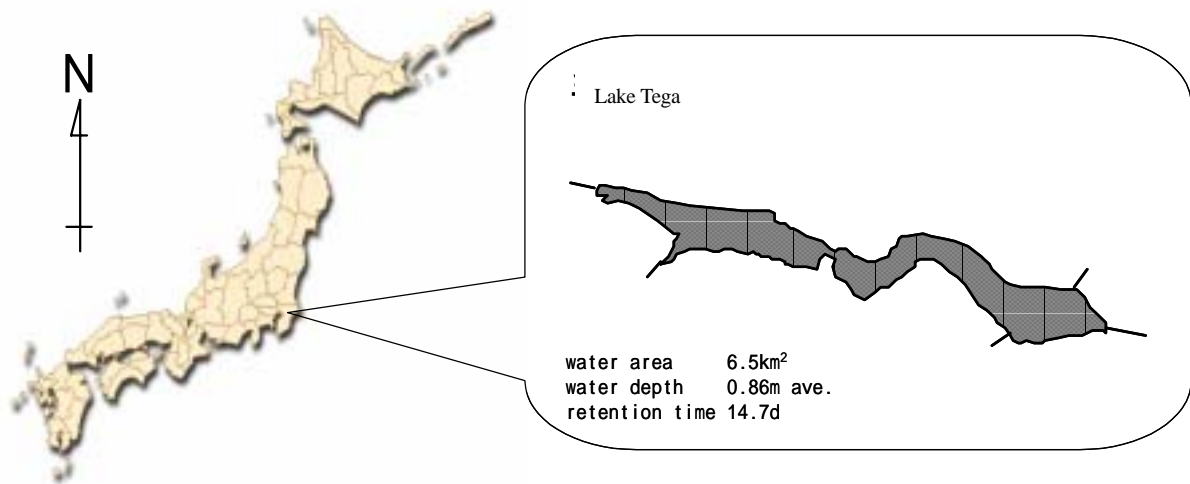 N
Lake Tega
water area 6.5km²
water depth 0.86m ave.
retention time 14.7d